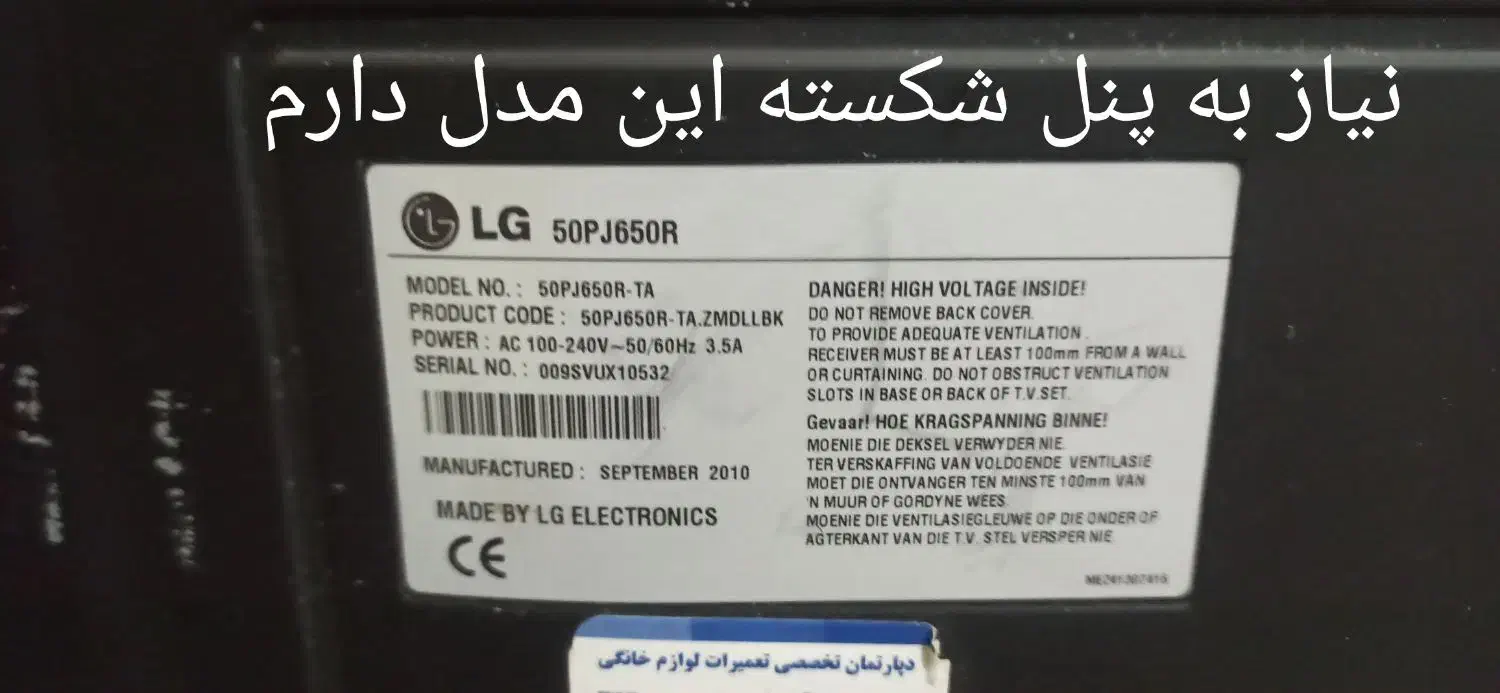 نیاز به پنل شکسته این مدل دارم
LG 50PJ650R
MODEL NO. : 50PJ650R-TA
PRODUCT CODE : 50PJ650R-TA.ZMDLLBK
POWER : AC 100-240V~50/60Hz 3.5A
SERIAL NO. : 009SVUX10532
MANUFACTURED : SEPTEMBER 2010
MADE BY LG ELECTRONICS
CE
DANGER! HIGH VOLTAGE INSIDE!
DO NOT REMOVE BACK COVER.
TO PROVIDE ADEQUATE VENTILATION .
RECEIVER MUST BE AT LEAST 100mm FROM A WALL
OR CURTAINING. DO NOT OBSTRUCT VENTILATION
SLOTS IN BASE OR BACK OF T.V.SET.
Gevaar! HOE KRAGSPANNING BINNE!
MOENIE DIE DEKSEL VERWYDER NIE.
TER VERSKAFFING VAN VOLDOENDE VENTILASIE
MOET DIE ONTVANGER TEN MINSTE 100mm VAN
'N MUUR OF GORDYNE WEES.
MOENIE DIE VENTILASIEGLEUWE OP DIE ONDER OF
AGTERKANT VAN DIE T.V. STEL VERSPER NIE.
دپارتمان تخصصی تعمیرات لوازم خانگی